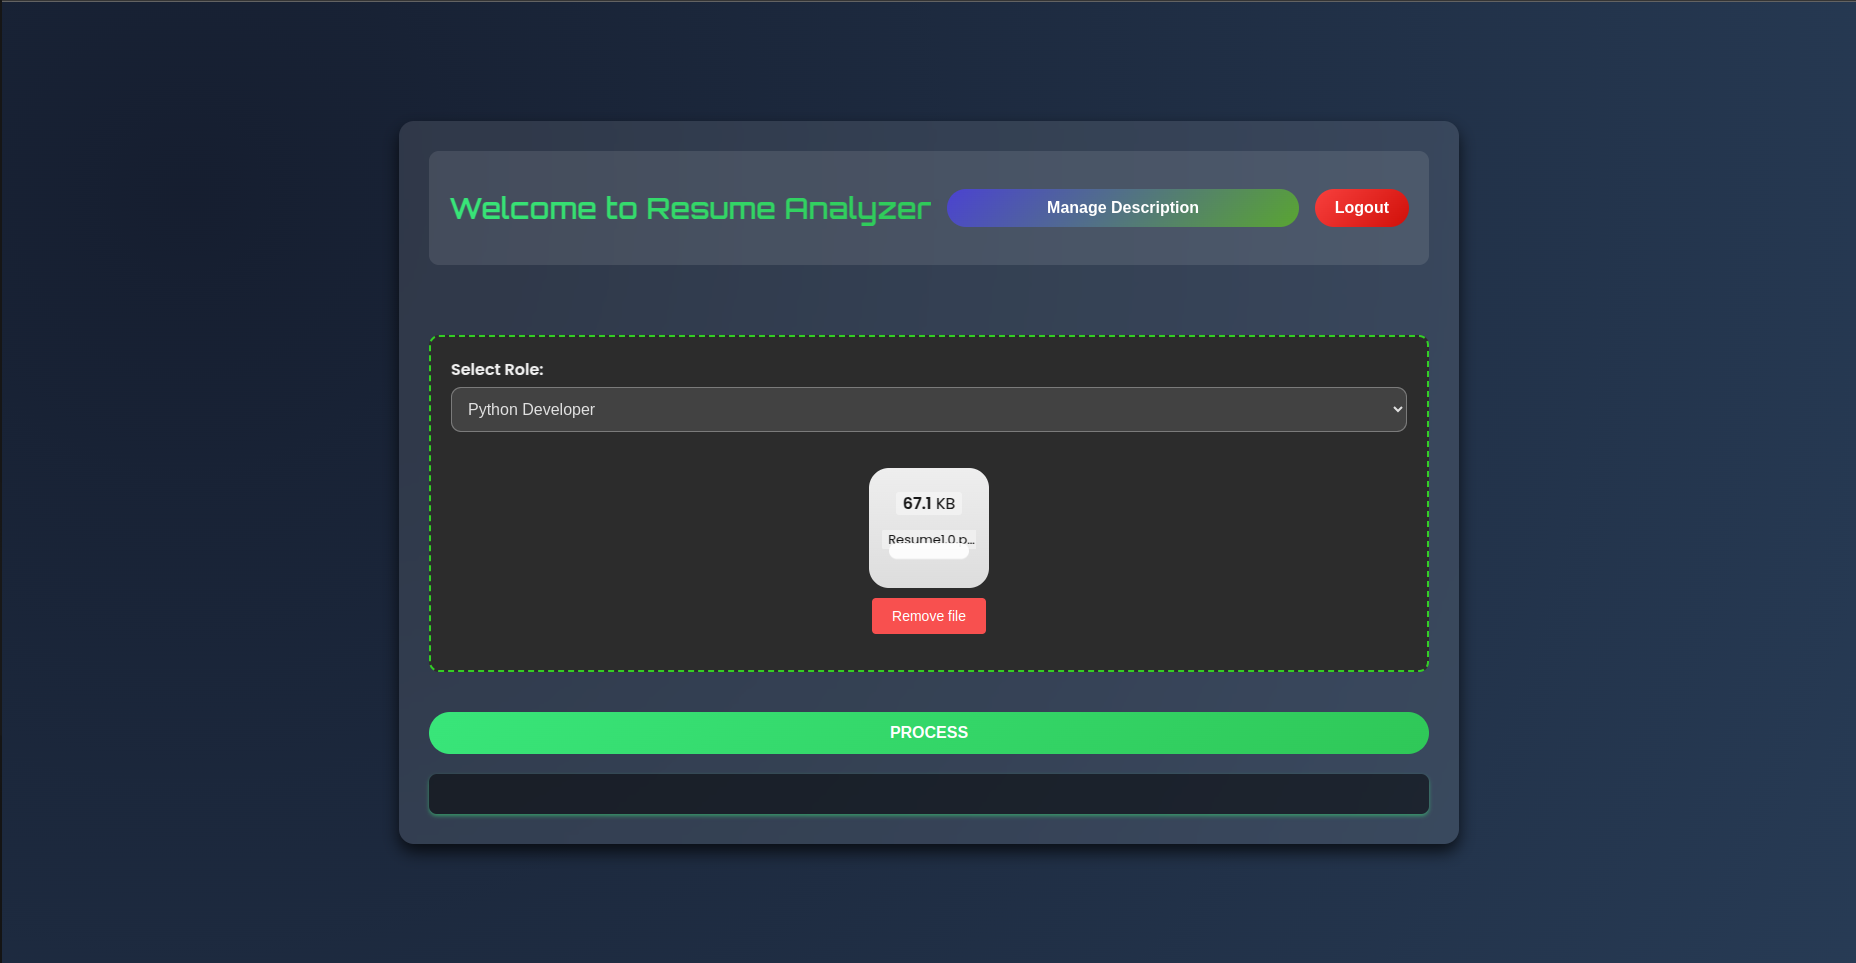 Welcome to Resume Analyzer
Manage Description
Logout
Select Role:
Python Developer
67.1 KB
Resume1.0.p...
Remove file
PROCESS